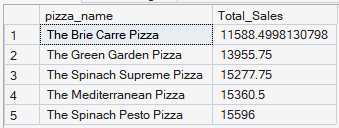 pizza_name Total_Sales
1 The Brie Carre Pizza 11588.4998130798
2 The Green Garden Pizza 13955.75
3 The Spinach Supreme Pizza 15277.75
4 The Mediterranean Pizza 15360.5
5 The Spinach Pesto Pizza 15596